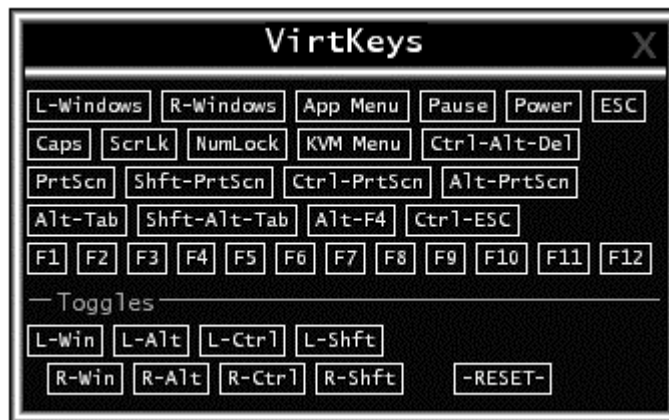 VirtKeys X
L-Windows R-Windows App Menu Pause Power ESC
Caps ScrLk NumLock KVM Menu Ctrl-Alt-Del
PrtScn Shft-PrtScn Ctrl-PrtScn Alt-PrtScn
Alt-Tab Shft-Alt-Tab Alt-F4 Ctrl-ESC
F1 F2 F3 F4 F5 F6 F7 F8 F9 F10 F11 F12
Toggles
L-Win L-Alt L-Ctrl L-Shft
R-Win R-Alt R-Ctrl R-Shft -RESET-